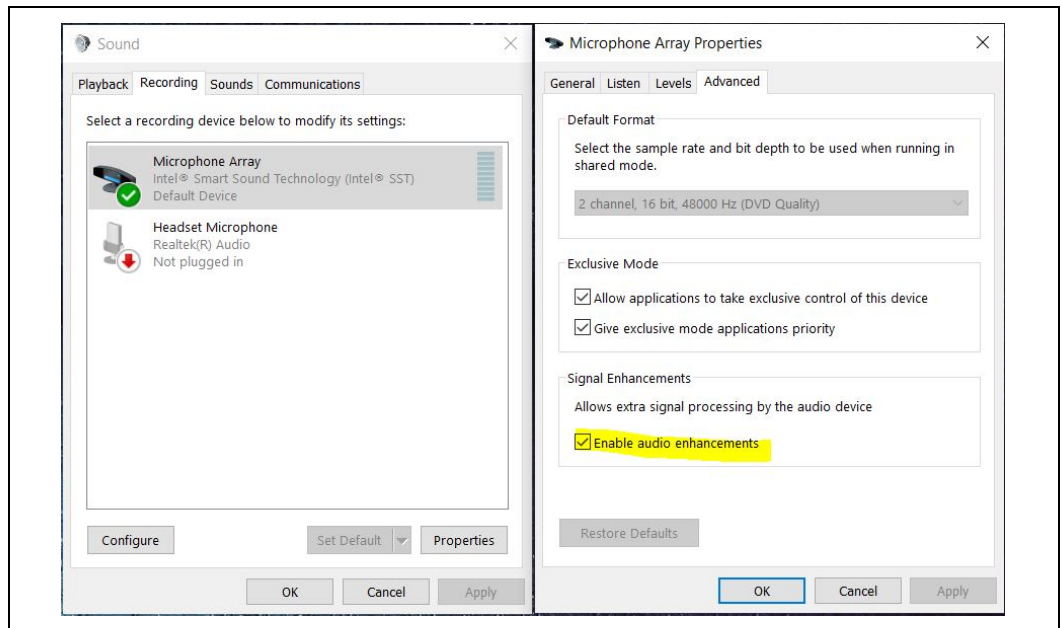 Sound
Playback Recording Sounds Communications
Select a recording device below to modify its settings:
Microphone Array
Intel® Smart Sound Technology (Intel® SST)
Default Device
Headset Microphone
Realtek(R) Audio
Not plugged in
Configure Set Default Properties
OK Cancel Apply
Microphone Array Properties
General Listen Levels Advanced
Default Format
Select the sample rate and bit depth to be used when running in
shared mode.
2 channel, 16 bit, 48000 Hz (DVD Quality)
Exclusive Mode
Allow applications to take exclusive control of this device
Give exclusive mode applications priority
Signal Enhancements
Allows extra signal processing by the audio device
Enable audio enhancements
Restore Defaults
OK Cancel Apply